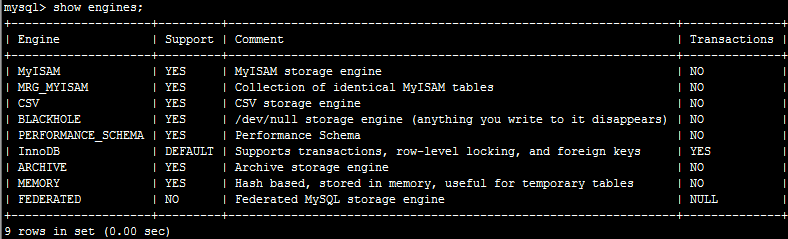 mysql> show engines;
+--------------------+---------+----------------------------------------------------------------+--------------+
| Engine             | Support | Comment                                                        | Transactions |
+--------------------+---------+----------------------------------------------------------------+--------------+
| MyISAM             | YES     | MyISAM storage engine                                          | NO           |
| MRG_MYISAM         | YES     | Collection of identical MyISAM tables                          | NO           |
| CSV                | YES     | CSV storage engine                                             | NO           |
| BLACKHOLE          | YES     | /dev/null storage engine (anything you write to it disappears) | NO           |
| PERFORMANCE_SCHEMA | YES     | Performance Schema                                             | NO           |
| InnoDB             | DEFAULT | Supports transactions, row-level locking, and foreign keys     | YES          |
| ARCHIVE            | YES     | Archive storage engine                                         | NO           |
| MEMORY             | YES     | Hash based, stored in memory, useful for temporary tables      | NO           |
| FEDERATED          | NO      | Federated MySQL storage engine                                 | NULL         |
+--------------------+---------+----------------------------------------------------------------+--------------+
9 rows in set (0.00 sec)